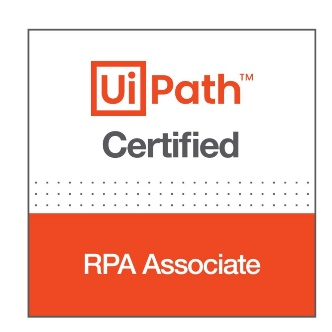 UiPath™
Certified
RPA Associate